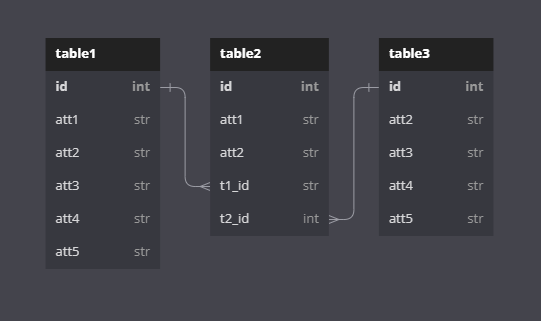 table1
id int
att1 str
att2 str
att3 str
att4 str
att5 str
table2
id int
att1 str
att2 str
t1_id str
t2_id int
table3
id int
att2 str
att3 str
att4 str
att5 str